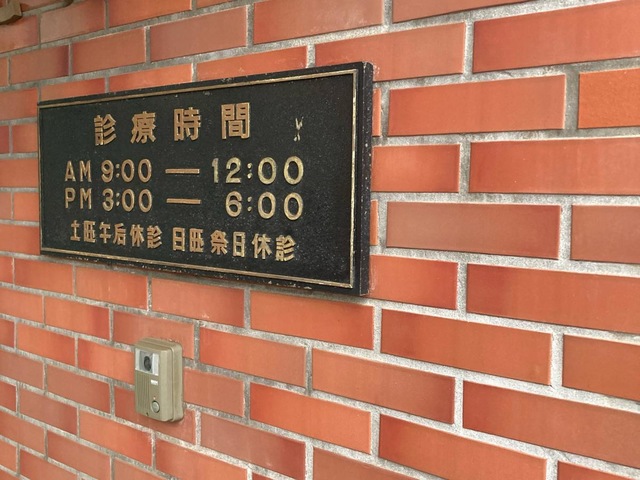 診療時間
AM 9:00 — 12:00
PM 3:00 — 6:00
土曜午后休診 日曜祭日休診